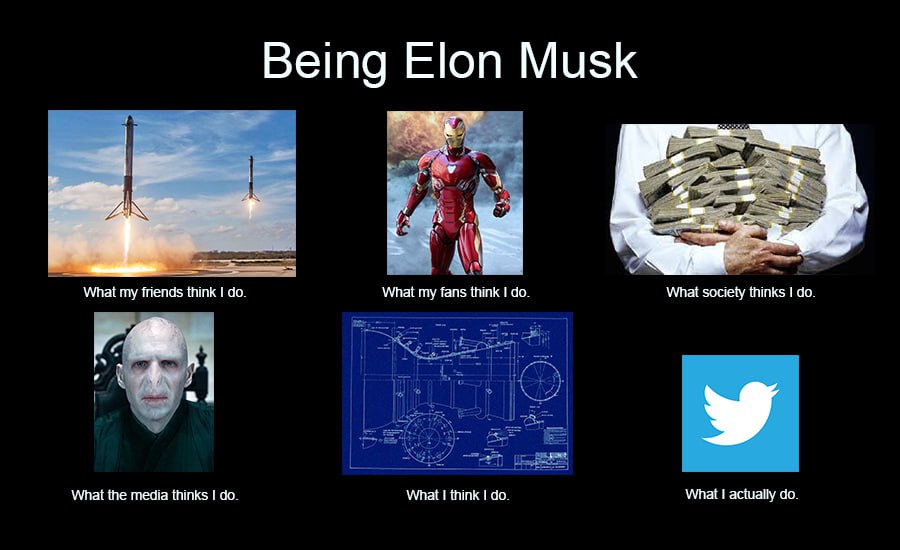 Being Elon Musk
What my friends think I do.
What my fans think I do.
What society thinks I do.
What the media thinks I do.
What I think I do.
What I actually do.